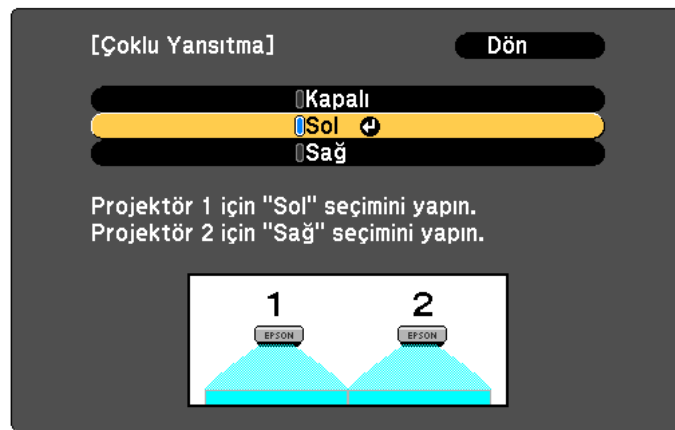 [Çoklu Yansıtma] Dön
Kapalı
Sol
Sağ
Projektör 1 için "Sol" seçimini yapın.
Projektör 2 için "Sağ" seçimini yapın.
1 2
EPSON EPSON